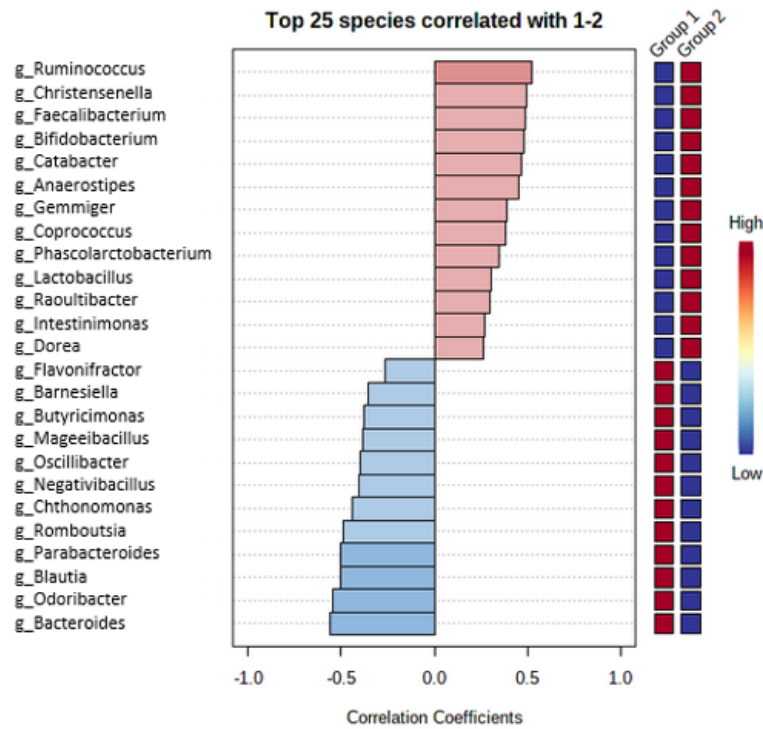 Top 25 species correlated with 1-2
Group 1
Group 2
g_Ruminococcus
g_Christensenella
g_Faecalibacterium
g_Bifidobacterium
g_Catabacter
g_Anaerostipes
g_Gemmiger
g_Coprococcus
g_Phascolarctobacterium
g_Lactobacillus
g_Raoultibacter
g_Intestinimonas
g_Dorea
g_Flavonifractor
g_Barnesiella
g_Butyricimonas
g_Mageeibacillus
g_Oscillibacter
g_Negativibacillus
g_Chthonomonas
g_Romboutsia
g_Parabacteroides
g_Blautia
g_Odoribacter
g_Bacteroides
High
Low
-1.0 -0.5 0.0 0.5 1.0
Correlation Coefficients